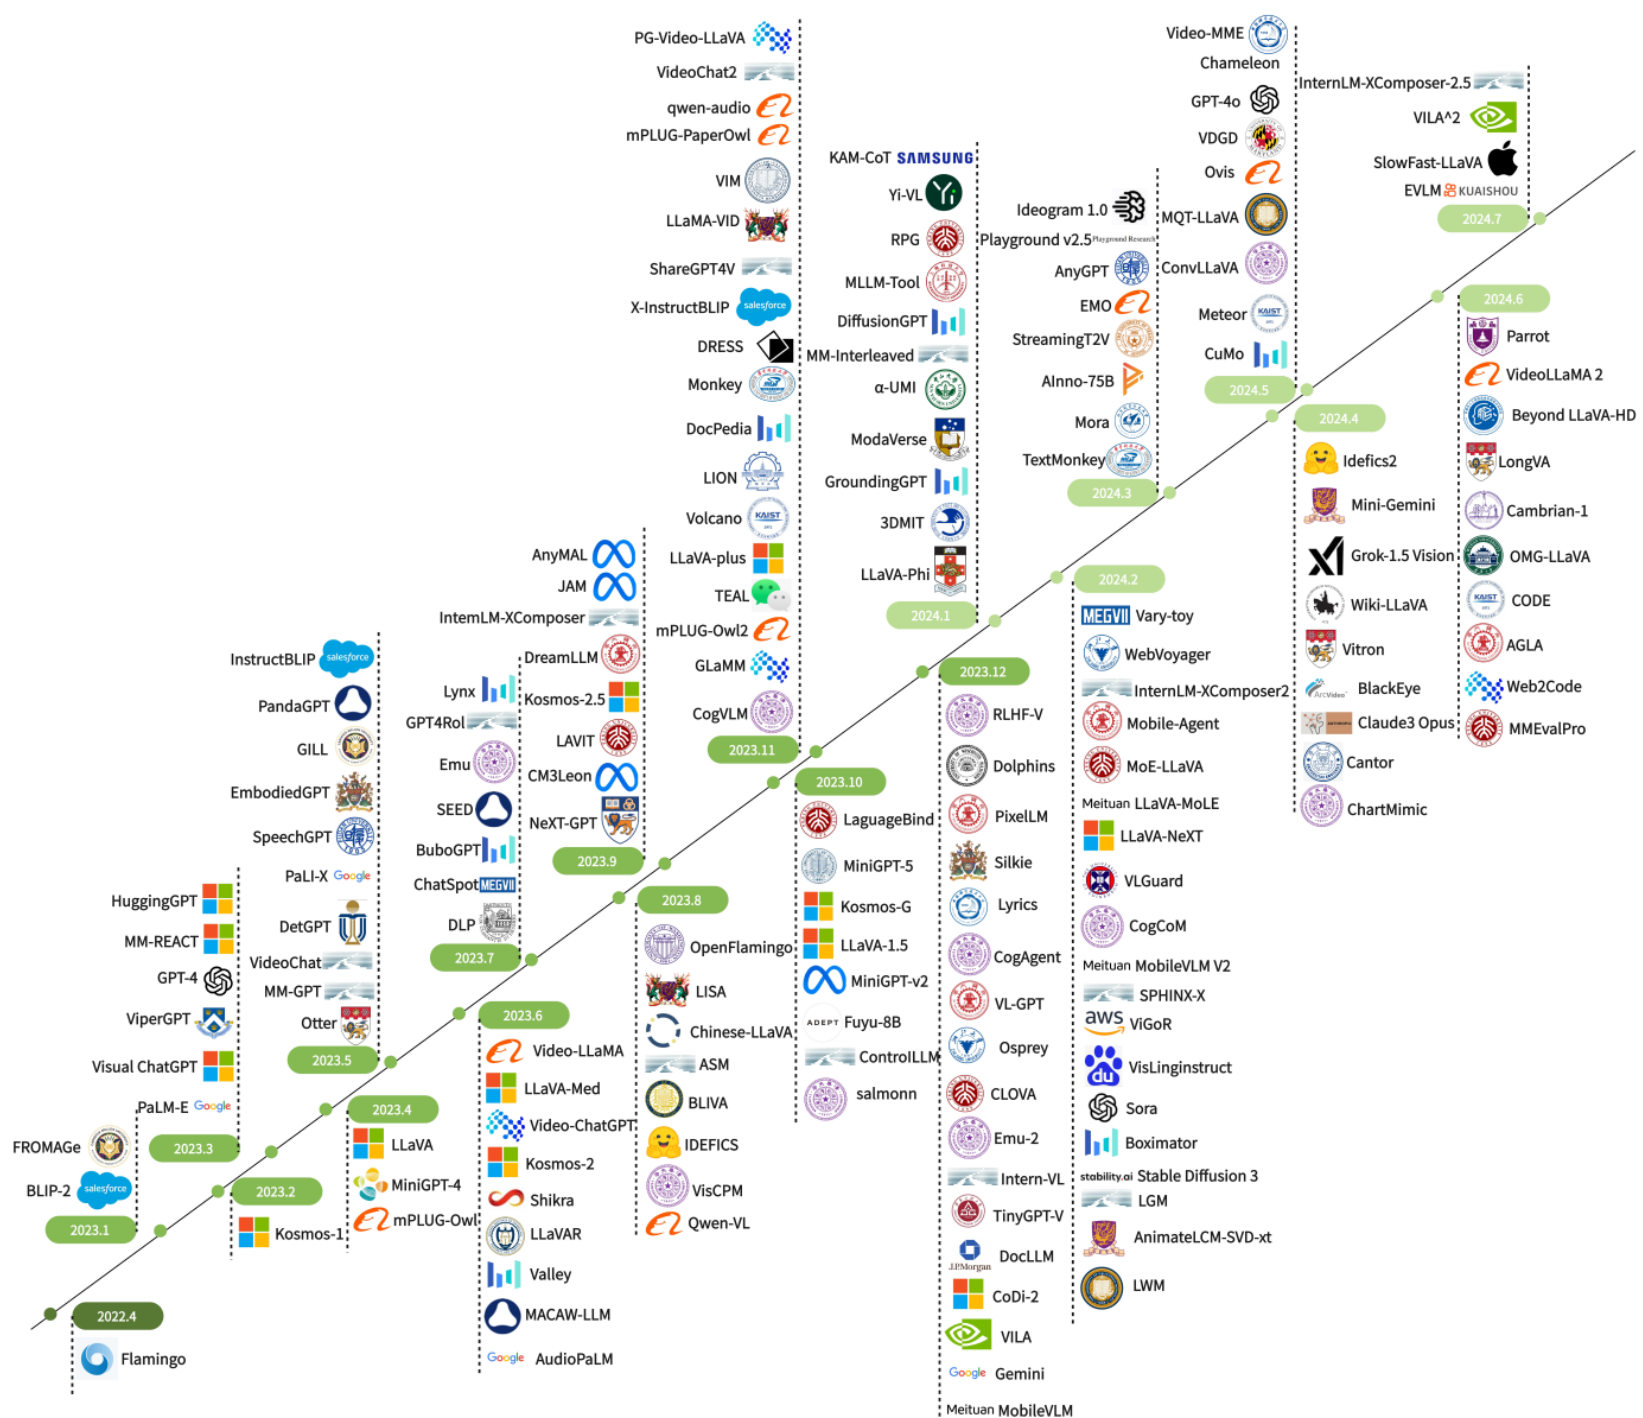 2022.4
Flamingo
2023.1
FROMAGe
BLIP-2
salesforce
2023.2
Kosmos-1
2023.3
HuggingGPT
MM-REACT
GPT-4
ViperGPT
Visual ChatGPT
PaLM-E Google
2023.4
LLaVA
MiniGPT-4
mPLUG-Owl
2023.5
InstructBLIP salesforce
PandaGPT
GILL
EmbodiedGPT
SpeechGPT
PaLI-X Google
DetGPT
VideoChat
MM-GPT
Otter
2023.6
Video-LLaMA
LLaVA-Med
Video-ChatGPT
Kosmos-2
Shikra
LLaVAR
Valley
MACAW-LLM
Google AudioPaLM
2023.7
Lynx
GPT4Rol
Emu
SEED
BuboGPT
ChatSpot MEGVII
DLP
2023.8
OpenFlamingo
LISA
Chinese-LLaVA
ASM
BLIVA
IDEFICS
VisCPM
Qwen-VL
2023.9
AnyMAL
JAM
IntemLM-XComposer
DreamLLM
Kosmos-2.5
LAVIT
CM3Leon
NeXT-GPT
2023.10
LaguageBind
MiniGPT-5
Kosmos-G
LLaVA-1.5
MiniGPT-v2
ADEPT Fuyu-8B
ControlLLM
salmonn
2023.11
PG-Video-LLaVA
VideoChat2
qwen-audio
mPLUG-PaperOwl
VIM
LLaMA-VID
ShareGPT4V
X-InstructBLIP salesforce
DRESS
Monkey
DocPedia
LION
Volcano KAIST
LLaVA-plus
TEAL
mPLUG-Owl2
GLaMM
CogVLM
2023.12
RLHF-V
Dolphins
PixelLM
Silkie
Lyrics
CogAgent
VL-GPT
Osprey
CLOVA
Emu-2
Intern-VL
TinyGPT-V
DocLLM
J.P.Morgan
CoDi-2
VILA
Google Gemini
Meituan MobileVLM
2024.1
KAM-CoT SAMSUNG
Yi-VL
RPG
MLLM-Tool
DiffusionGPT
MM-Interleaved
α-UMI
ModaVerse
GroundingGPT
3DMIT
LLaVA-Phi
2024.2
MEGVII Vary-toy
WebVoyager
InternLM-XComposer2
Mobile-Agent
MoE-LLaVA
Meituan LLaVA-MoLE
LLaVA-NeXT
VLGuard
CogCoM
Meituan MobileVLM V2
SPHINX-X
aws ViGoR
du VisLinginstruct
Sora
Boximator
stability.ai Stable Diffusion 3
LGM
AnimateLCM-SVD-xt
LWM
2024.3
Ideogram 1.0
Playground v2.5 Playground Research
AnyGPT
EMO
StreamingT2V
AInno-75B
Mora
TextMonkey
2024.4
Idefics2
Mini-Gemini
Grok-1.5 Vision
Wiki-LLaVA
Vitron
ArcVideo BlackEye
ANTHROPIC Claude3 Opus
Cantor
ChartMimic
2024.5
Video-MME
Chameleon
GPT-4o
VDGD
Ovis
MQT-LLaVA
ConvLLaVA
Meteor KAIST
CuMo
2024.6
Parrot
VideoLLaMA 2
Beyond LLaVA-HD
LongVA
Cambrian-1
OMG-LLaVA
KAIST CODE
AGLA
Web2Code
MMEvalPro
2024.7
InternLM-XComposer-2.5
VILA^2
SlowFast-LLaVA
EVLM KUAISHOU